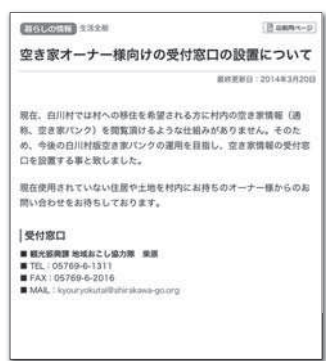 暮らしの情報 生活全般
印刷用ページ
空き家オーナー様向けの受付窓口の設置について
最終更新日：2014年3月20日
現在、白川村では村への移住を希望される方に村内の空き家情報（通
称、空き家バンク）を閲覧頂けるような仕組みがありません。そのた
め、今後の白川村版空き家バンクの運用を目指し、空き家情報の受付窓
口を設置する事と致しました。
現在使用されていない住居や土地を村内にお持ちのオーナー様からのお
問い合わせをお待ちしております。
受付窓口
■ 観光振興課 地域おこし協力隊 柴原
■ TEL：05769-6-1311
■ FAX：05769-6-2016
■ MAIL：kyouryokutai@shirakawa-go.org